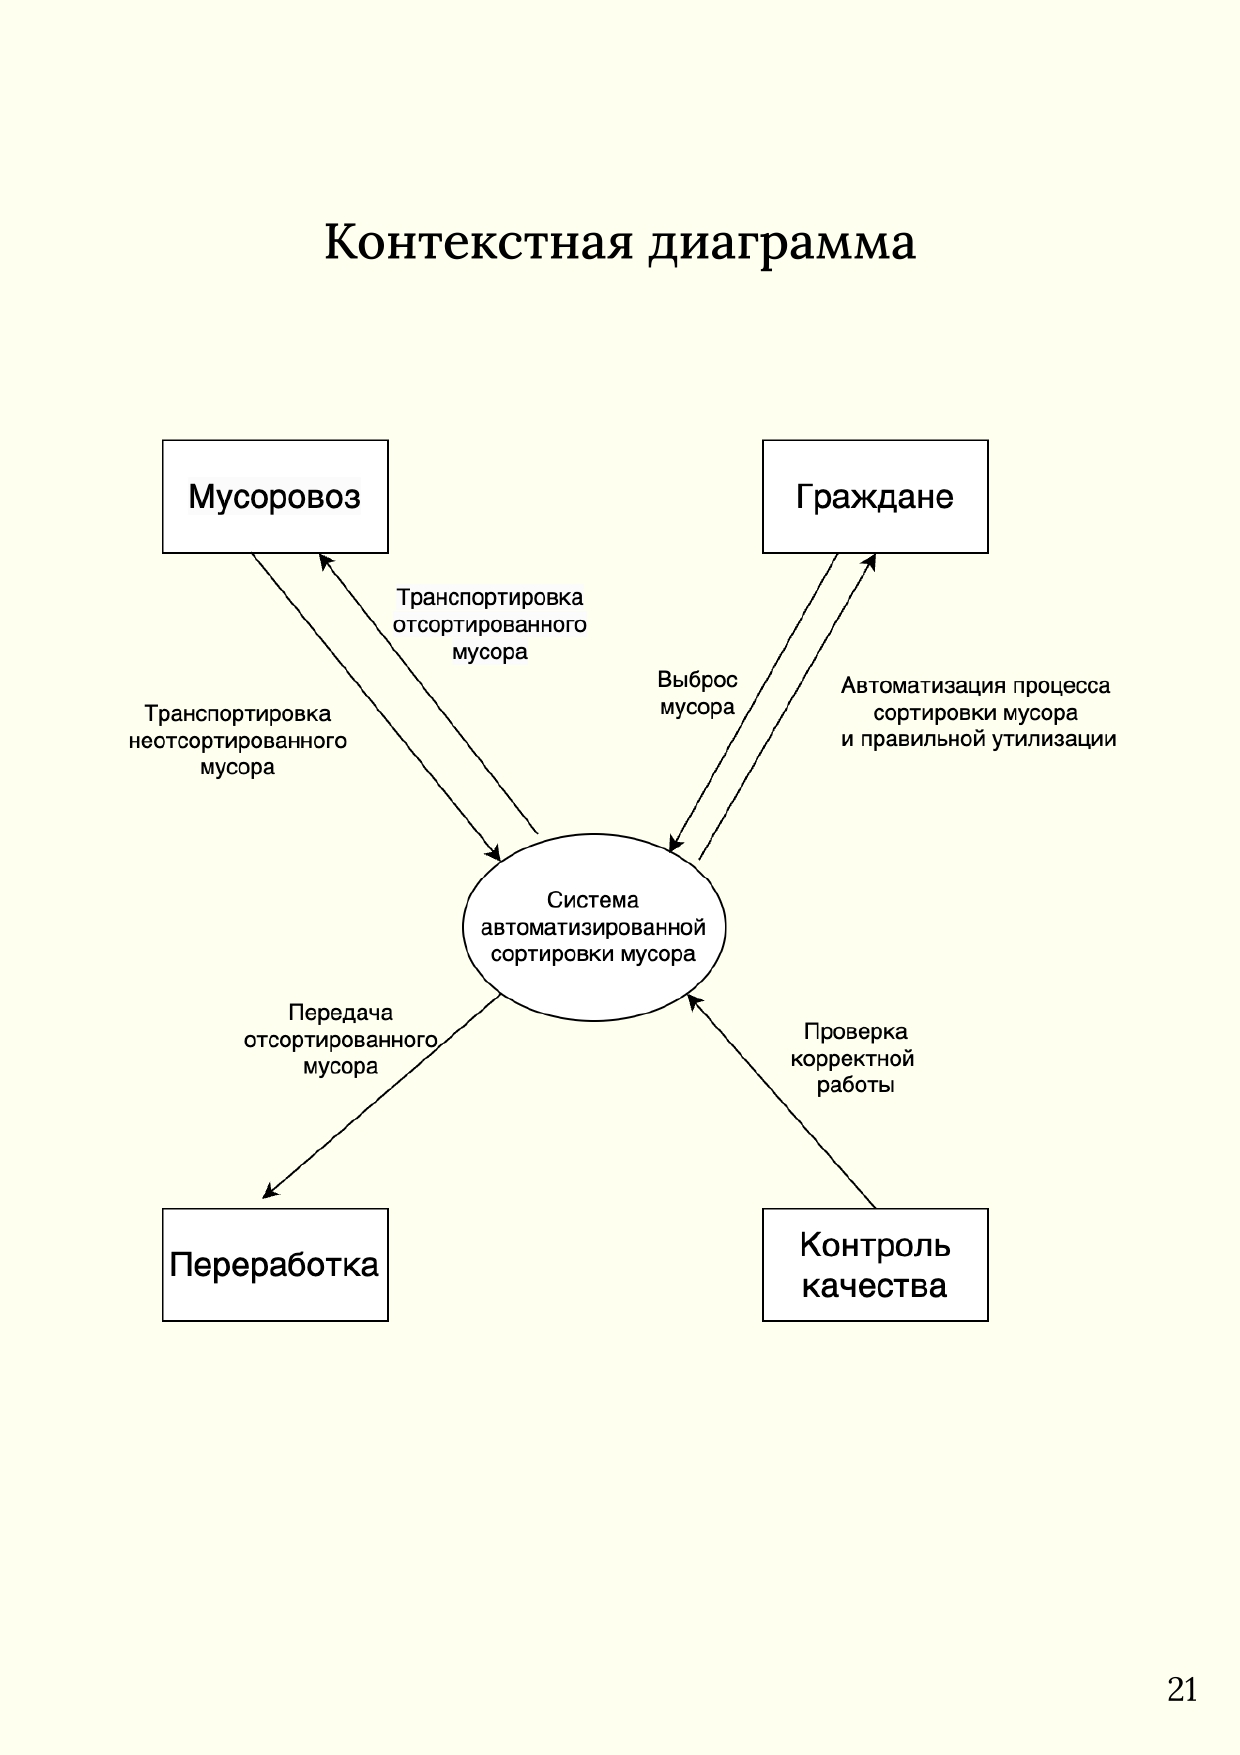 Контекстная диаграмма
Мусоровоз
Граждане
Транспортировка
отсортированного
мусора
Выброс
мусора
Автоматизация процесса
сортировки мусора
и правильной утилизации
Транспортировка
неотсортированного
мусора
Система
автоматизированной
сортировки мусора
Передача
отсортированного
мусора
Проверка
корректной
работы
Переработка
Контроль
качества
21